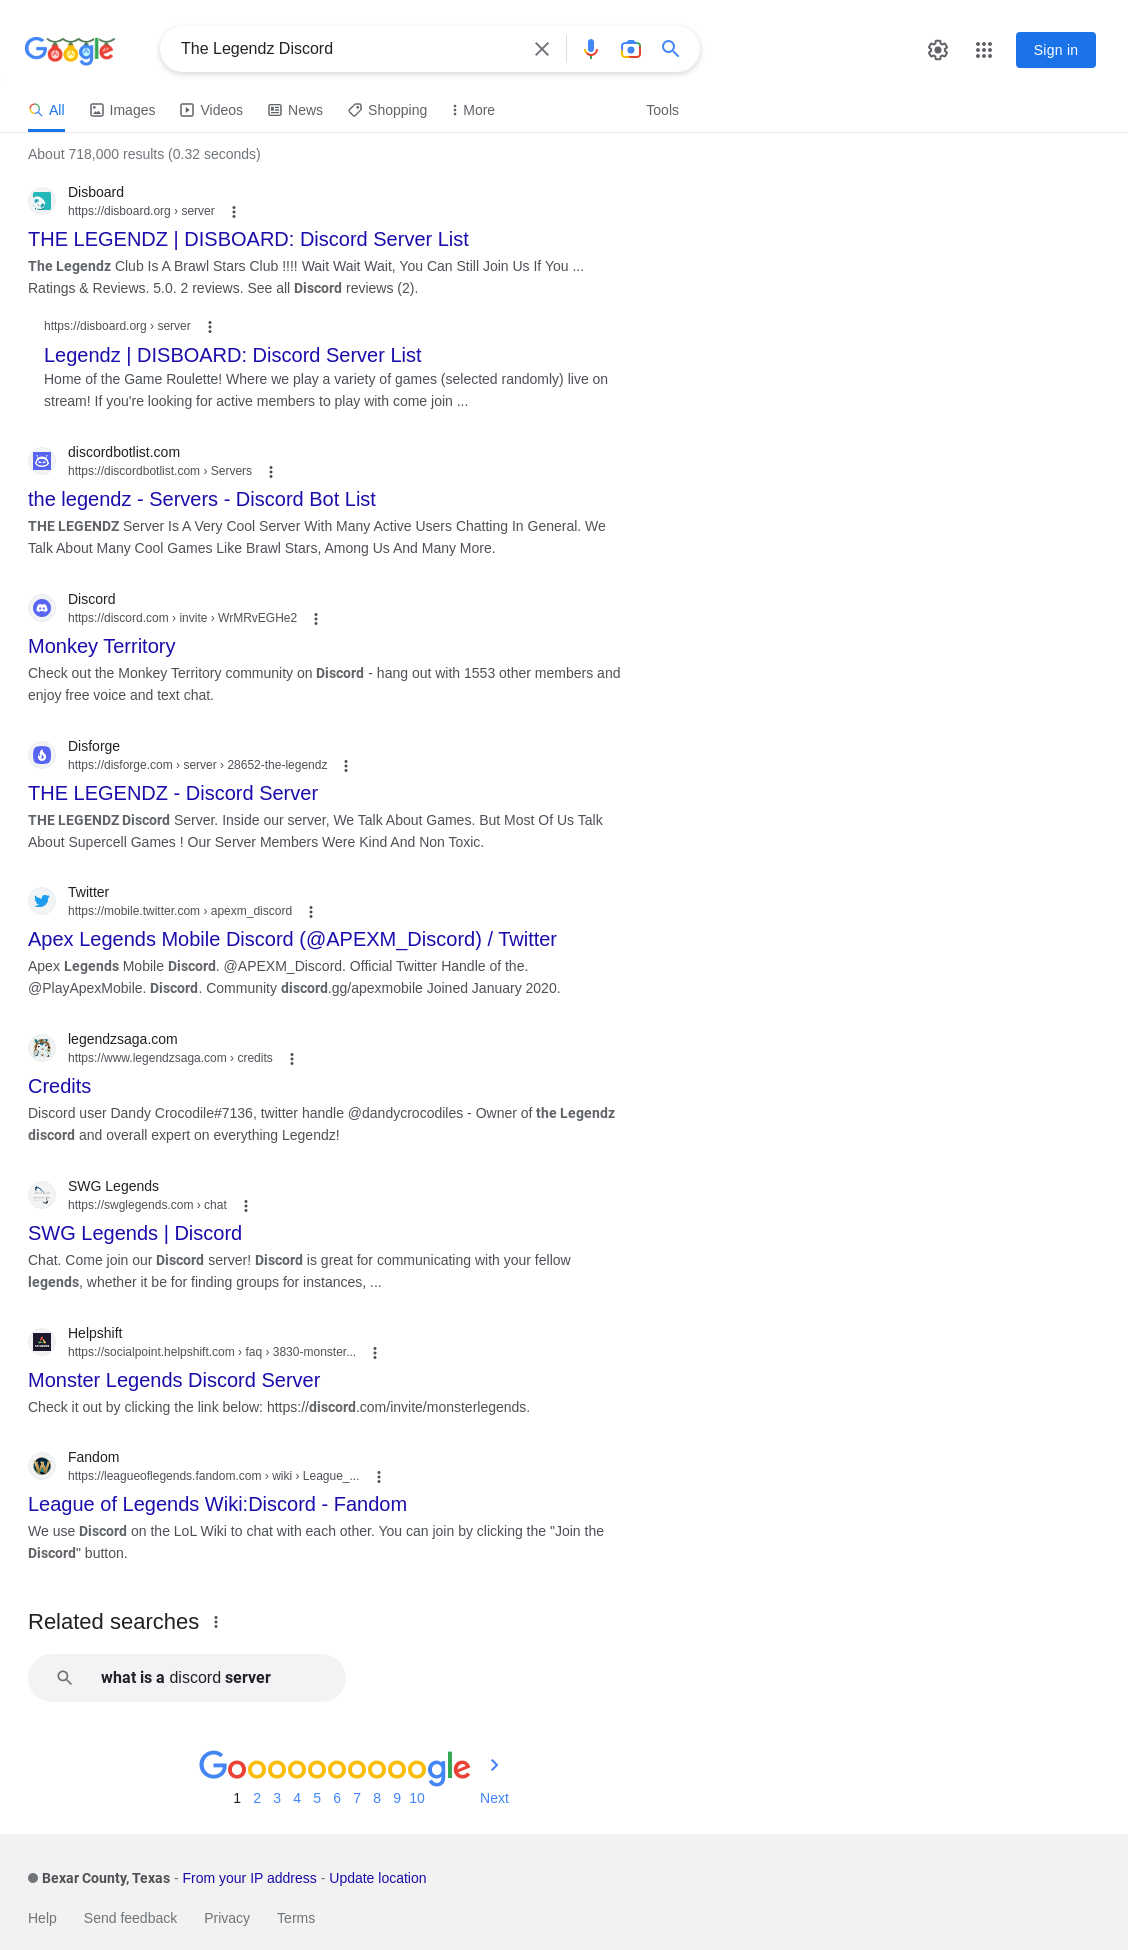 Google
The Legendz Discord
Sign in
All
Images
Videos
News
Shopping
More
Tools
About 718,000 results (0.32 seconds)
Disboard
https://disboard.org › server
THE LEGENDZ | DISBOARD: Discord Server List
The Legendz Club Is A Brawl Stars Club !!!! Wait Wait Wait, You Can Still Join Us If You ...
Ratings & Reviews. 5.0. 2 reviews. See all Discord reviews (2).
https://disboard.org › server
Legendz | DISBOARD: Discord Server List
Home of the Game Roulette! Where we play a variety of games (selected randomly) live on
stream! If you're looking for active members to play with come join ...
discordbotlist.com
https://discordbotlist.com › Servers
the legendz - Servers - Discord Bot List
THE LEGENDZ Server Is A Very Cool Server With Many Active Users Chatting In General. We
Talk About Many Cool Games Like Brawl Stars, Among Us And Many More.
Discord
https://discord.com › invite › WrMRvEGHe2
Monkey Territory
Check out the Monkey Territory community on Discord - hang out with 1553 other members and
enjoy free voice and text chat.
Disforge
https://disforge.com › server › 28652-the-legendz
THE LEGENDZ - Discord Server
THE LEGENDZ Discord Server. Inside our server, We Talk About Games. But Most Of Us Talk
About Supercell Games ! Our Server Members Were Kind And Non Toxic.
Twitter
https://mobile.twitter.com › apexm_discord
Apex Legends Mobile Discord (@APEXM_Discord) / Twitter
Apex Legends Mobile Discord. @APEXM_Discord. Official Twitter Handle of the.
@PlayApexMobile. Discord. Community discord.gg/apexmobile Joined January 2020.
legendzsaga.com
https://www.legendzsaga.com › credits
Credits
Discord user Dandy Crocodile#7136, twitter handle @dandycrocodiles - Owner of the Legendz
discord and overall expert on everything Legendz!
SWG Legends
https://swglegends.com › chat
SWG Legends | Discord
Chat. Come join our Discord server! Discord is great for communicating with your fellow
legends, whether it be for finding groups for instances, ...
Helpshift
https://socialpoint.helpshift.com › faq › 3830-monster...
Monster Legends Discord Server
Check it out by clicking the link below: https://discord.com/invite/monsterlegends.
Fandom
https://leagueoflegends.fandom.com › wiki › League_...
League of Legends Wiki:Discord - Fandom
We use Discord on the LoL Wiki to chat with each other. You can join by clicking the "Join the
Discord" button.
Related searches
what is a discord server
Goooooooooogle
1 2 3 4 5 6 7 8 9 10 Next
Bexar County, Texas - From your IP address - Update location
Help Send feedback Privacy Terms